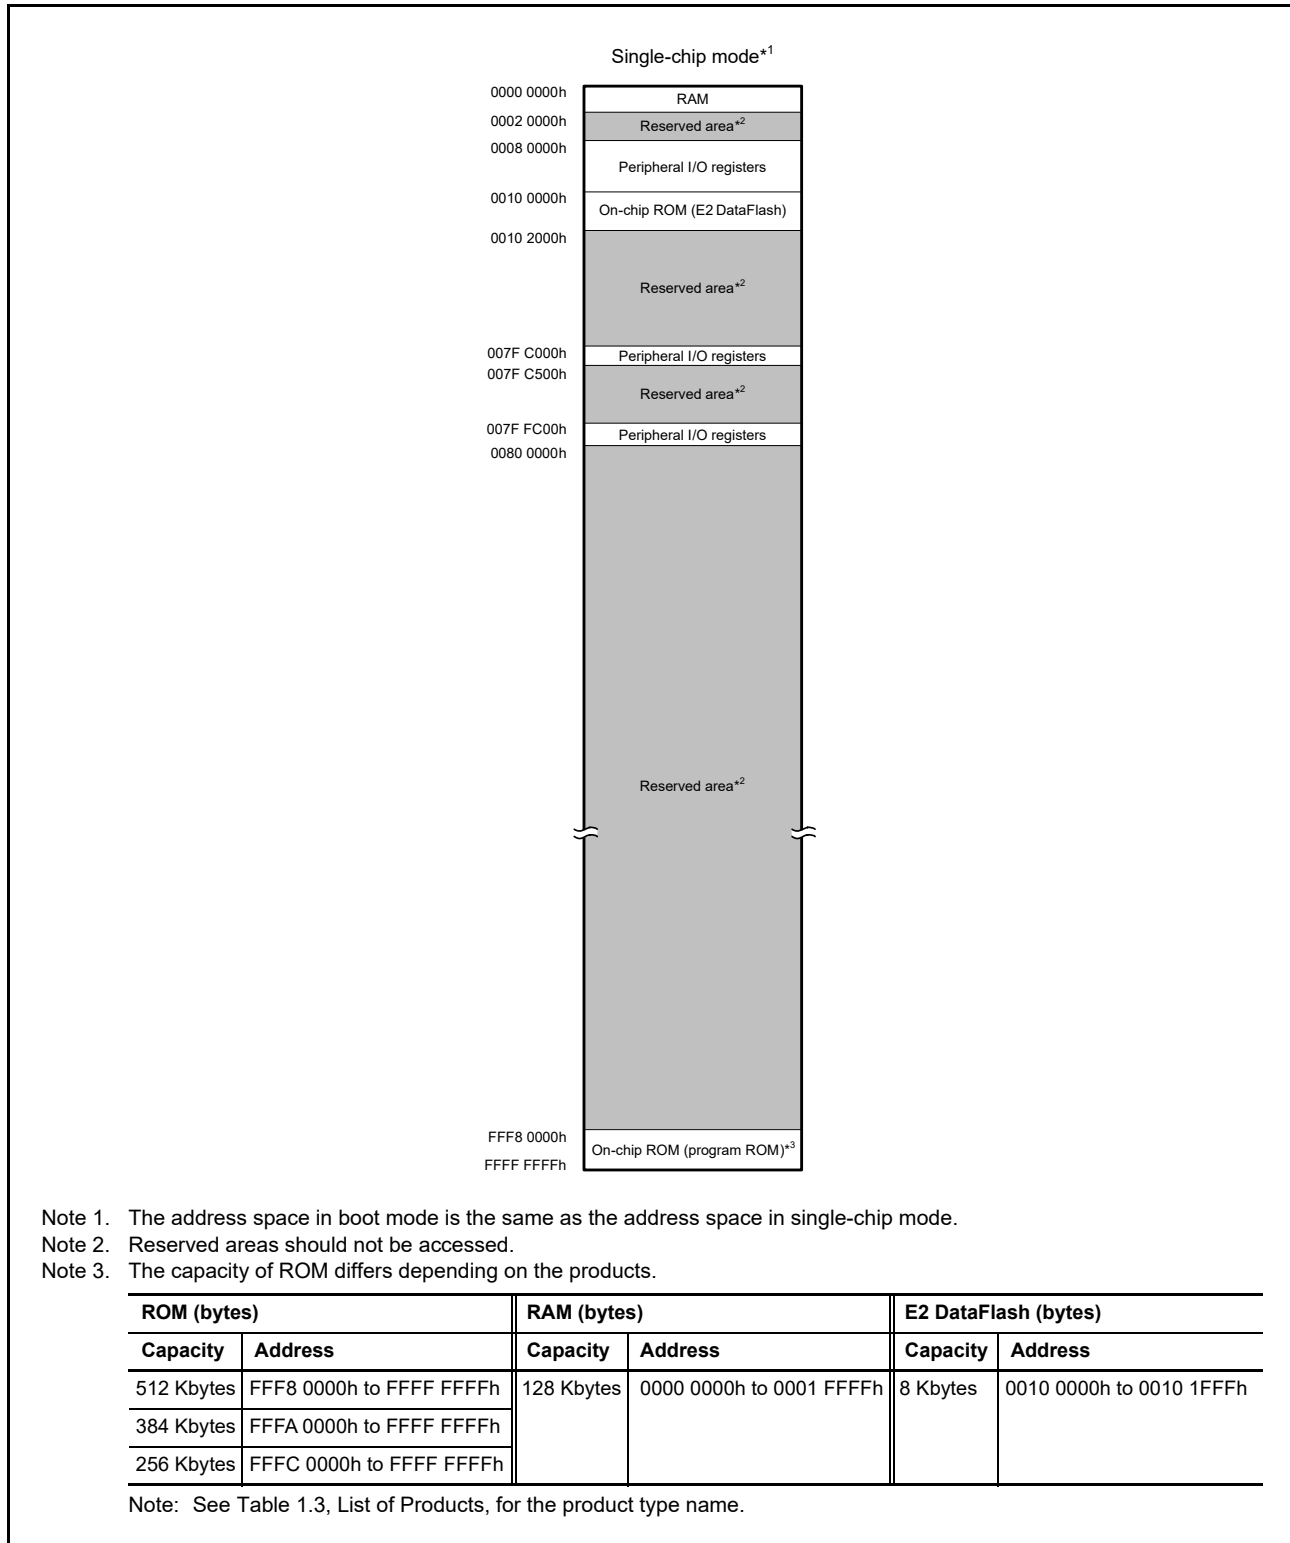 Single-chip mode*1
0000 0000h
RAM
0002 0000h
Reserved area*2
0008 0000h
Peripheral I/O registers
0010 0000h
On-chip ROM (E2 DataFlash)
0010 2000h
Reserved area*2
007F C000h
Peripheral I/O registers
007F C500h
Reserved area*2
007F FC00h
Peripheral I/O registers
0080 0000h
Reserved area*2
FFF8 0000h
On-chip ROM (program ROM)*3
FFFF FFFFh
Note 1. The address space in boot mode is the same as the address space in single-chip mode.
Note 2. Reserved areas should not be accessed.
Note 3. The capacity of ROM differs depending on the products.
ROM (bytes) RAM (bytes) E2 DataFlash (bytes)
Capacity Address Capacity Address Capacity Address
512 Kbytes FFF8 0000h to FFFF FFFFh 128 Kbytes 0000 0000h to 0001 FFFFh 8 Kbytes 0010 0000h to 0010 1FFFh
384 Kbytes FFFA 0000h to FFFF FFFFh
256 Kbytes FFFC 0000h to FFFF FFFFh
Note: See Table 1.3, List of Products, for the product type name.